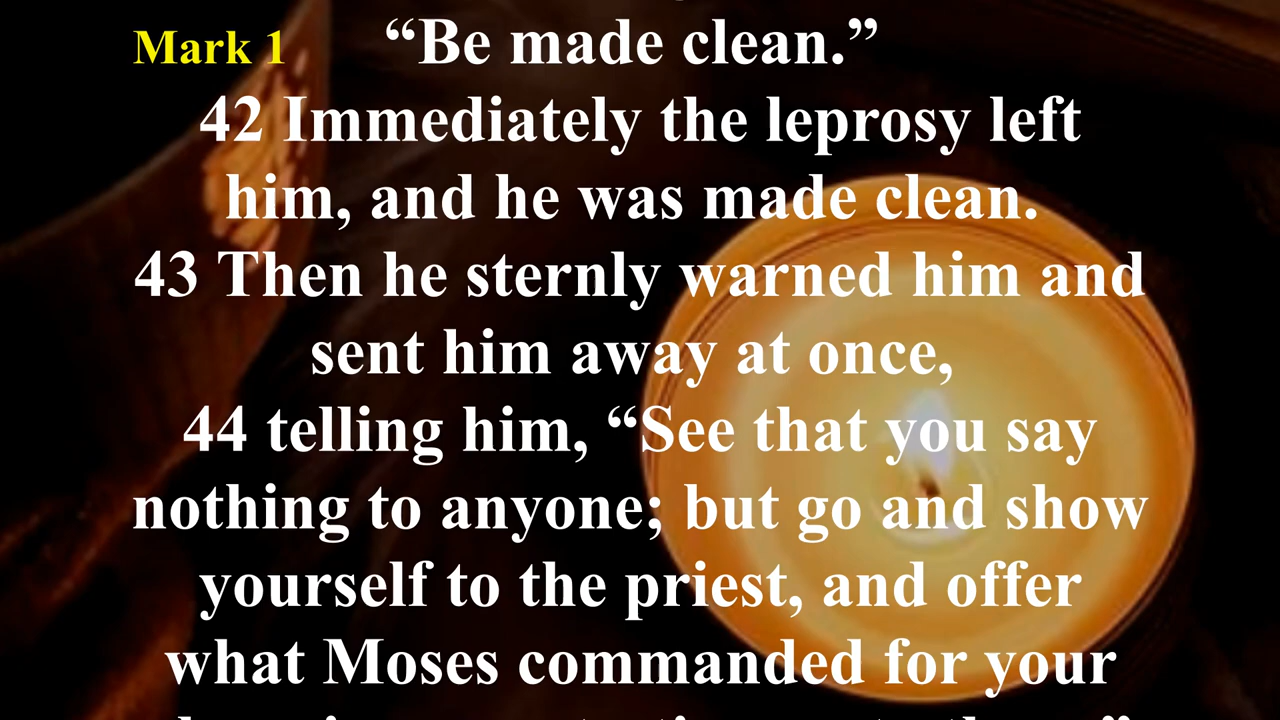 Mark 1
“Be made clean.”
42 Immediately the leprosy left
him, and he was made clean.
43 Then he sternly warned him and
sent him away at once,
44 telling him, “See that you say
nothing to anyone; but go and show
yourself to the priest, and offer
what Moses commanded for your